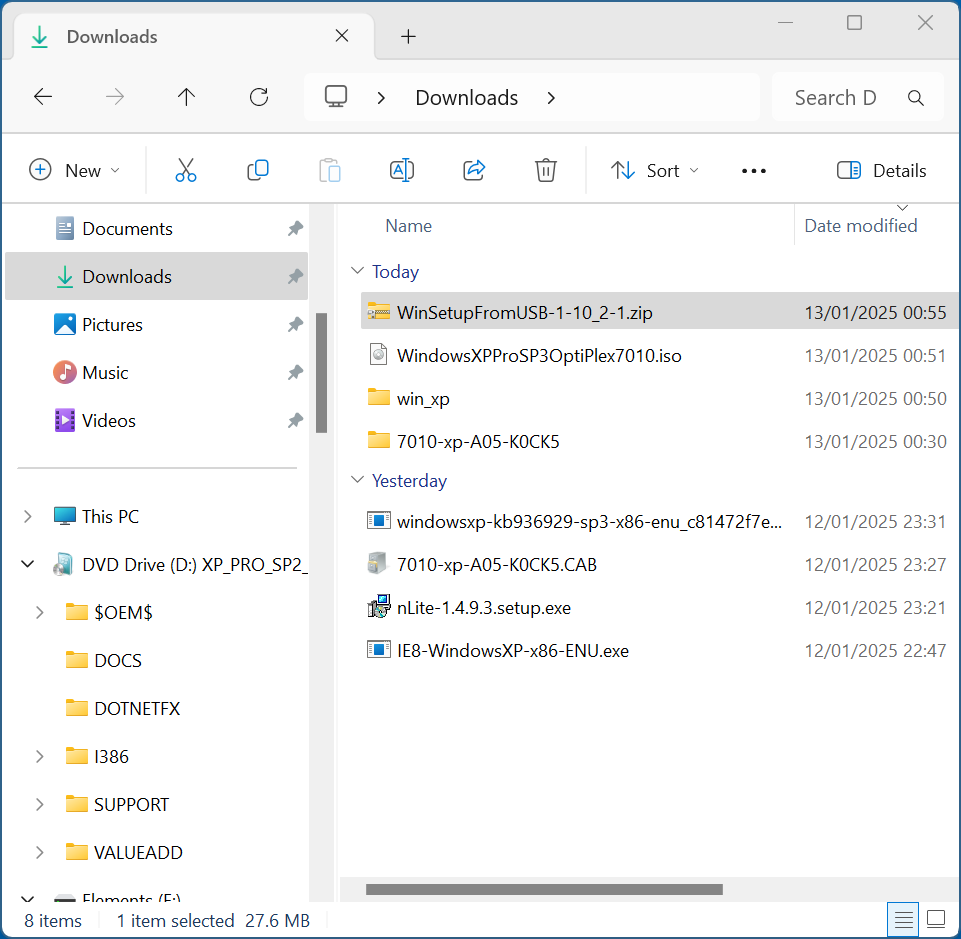 Downloads
Downloads
Search D
New
Sort
Details
Documents
Downloads
Pictures
Music
Videos
This PC
DVD Drive (D:) XP_PRO_SP2_
$OEM$
DOCS
DOTNETFX
I386
SUPPORT
VALUEADD
Elements (F:)
Name Date modified
Today
WinSetupFromUSB-1-10_2-1.zip 13/01/2025 00:55
WindowsXPProSP3OptiPlex7010.iso 13/01/2025 00:51
win_xp 13/01/2025 00:50
7010-xp-A05-K0CK5 13/01/2025 00:30
Yesterday
windowsxp-kb936929-sp3-x86-enu_c81472f7e... 12/01/2025 23:31
7010-xp-A05-K0CK5.CAB 12/01/2025 23:27
nLite-1.4.9.3.setup.exe 12/01/2025 23:21
IE8-WindowsXP-x86-ENU.exe 12/01/2025 22:47
8 items 1 item selected 27.6 MB